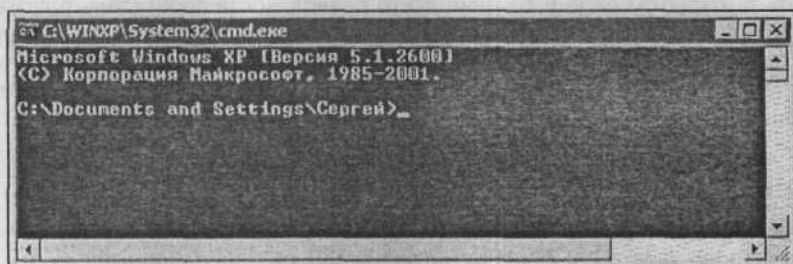 C:\WINXP\System32\cmd.exe
Microsoft Windows XP [Версия 5.1.2600]
(C) Корпорация Майкрософт, 1985-2001.
C:\Documents and Settings\Сергей>_